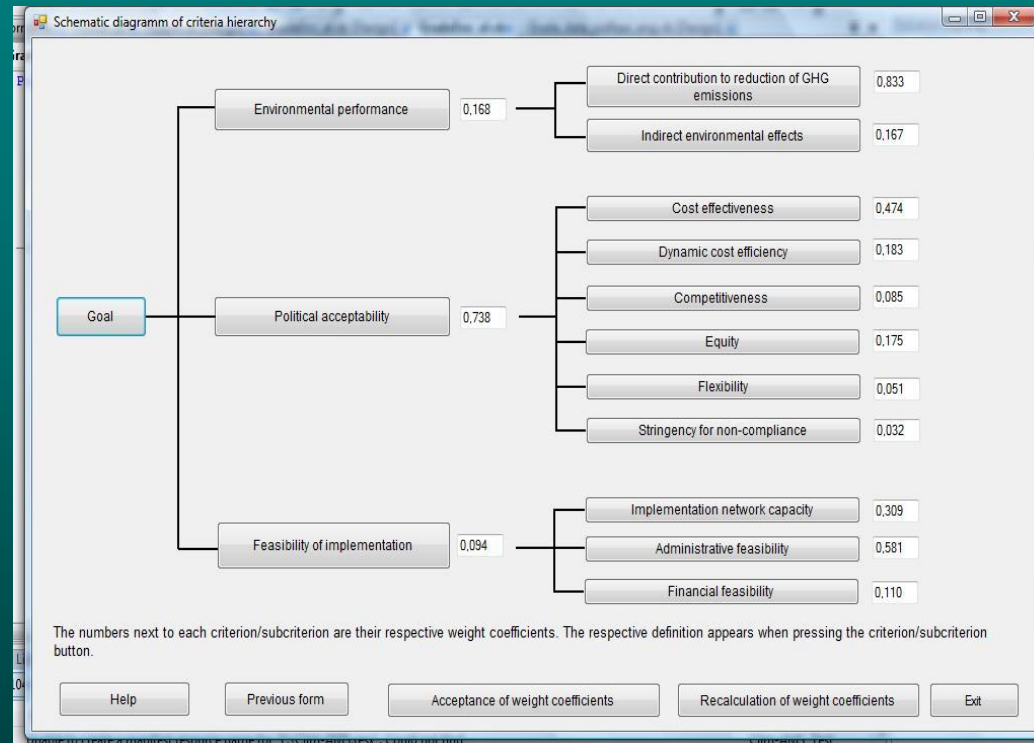 Schematic diagramm of criteria hierarchy
Direct contribution to reduction of GHG
emissions
0,833
Environmental performance
0,168
Indirect environmental effects
0,167
Cost effectiveness
0,474
Dynamic cost efficiency
0,183
Competitiveness
0,085
Goal
Political acceptability
0,738
Equity
0,175
Flexibility
0,051
Stringency for non-compliance
0,032
Implementation network capacity
0,309
Feasibility of implementation
0,094
Administrative feasibility
0,581
Financial feasibility
0,110
The numbers next to each criterion/subcriterion are their respective weight coefficients. The respective definition appears when pressing the criterion/subcriterion
button.
Help
Previous form
Acceptance of weight coefficients
Recalculation of weight coefficients
Exit